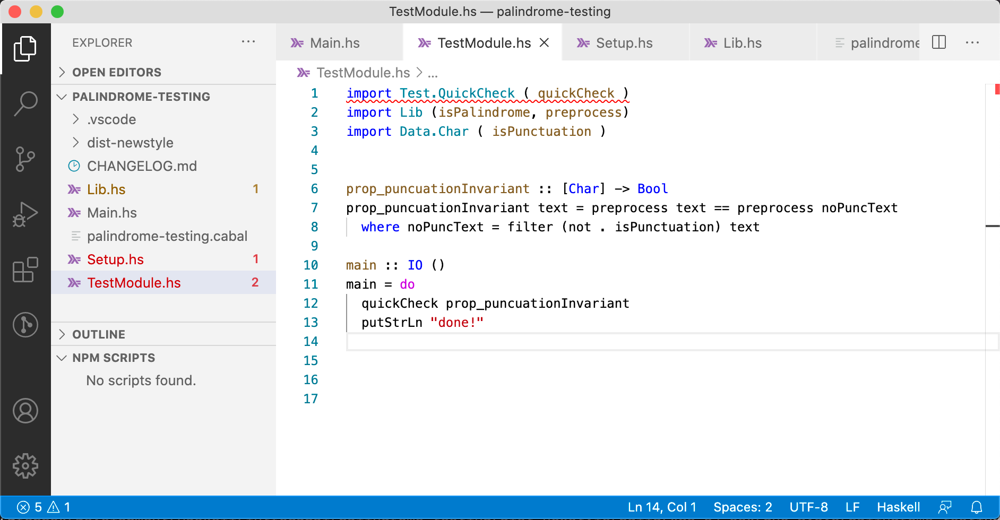 TestModule.hs — palindrome-testing
EXPLORER
OPEN EDITORS
PALINDROME-TESTING
.vscode
dist-newstyle
CHANGELOG.md
Lib.hs 1
Main.hs
palindrome-testing.cabal
Setup.hs 1
TestModule.hs 2
OUTLINE
NPM SCRIPTS
No scripts found.
Main.hs TestModule.hs Setup.hs Lib.hs palindrome
TestModule.hs > ...
1 import Test.QuickCheck ( quickCheck )
2 import Lib (isPalindrome, preprocess)
3 import Data.Char ( isPunctuation )
4
5
6 prop_puncuationInvariant :: [Char] -> Bool
7 prop_puncuationInvariant text = preprocess text == preprocess noPuncText
8 where noPuncText = filter (not . isPunctuation) text
9
10 main :: IO ()
11 main = do
12 quickCheck prop_puncuationInvariant
13 putStrLn "done!"
14
15
16
17
5 1 Ln 14, Col 1 Spaces: 2 UTF-8 LF Haskell